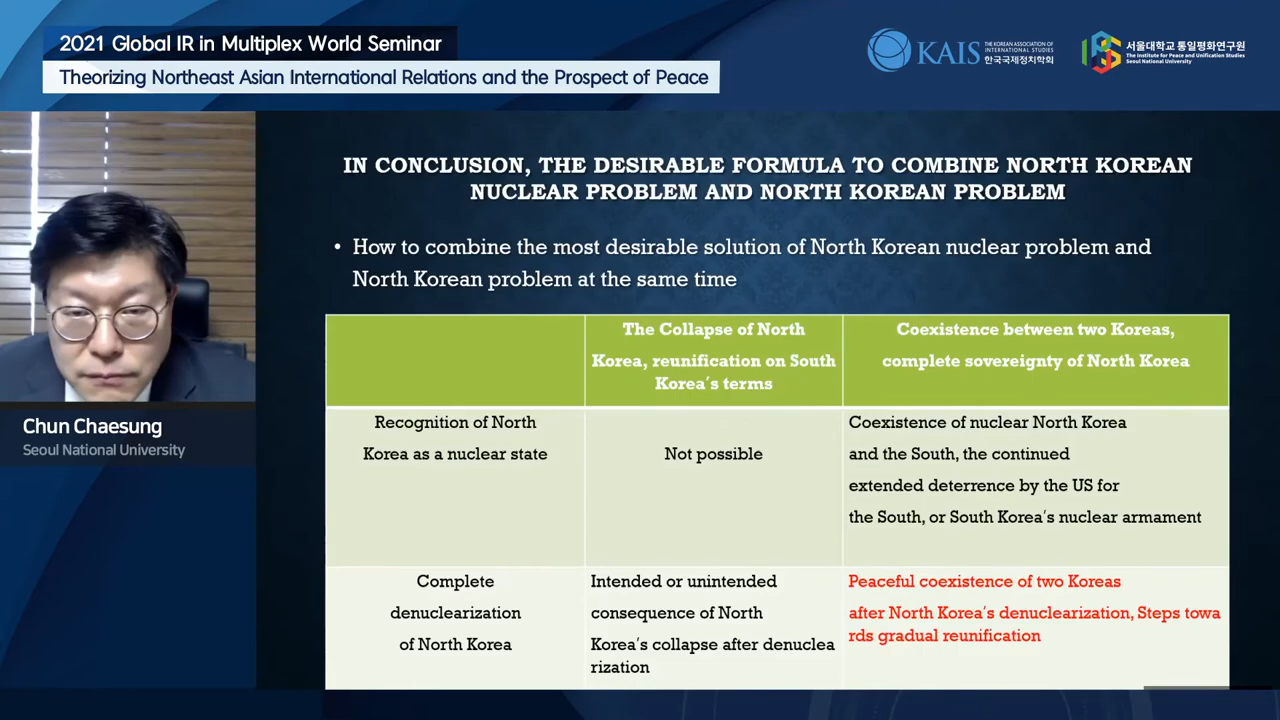 2021 Global IR in Multiplex World Seminar
Theorizing Northeast Asian International Relations and the Prospect of Peace
KAIS
THE KOREAN ASSOCIATION OF
INTERNATIONAL STUDIES
한국국제정치학회
서울대학교 통일평화연구원
The Institute for Peace and Unification Studies
Seoul National University
IN CONCLUSION, THE DESIRABLE FORMULA TO COMBINE NORTH KOREAN
NUCLEAR PROBLEM AND NORTH KOREAN PROBLEM
• How to combine the most desirable solution of North Korean nuclear problem and
North Korean problem at the same time
The Collapse of North
Korea, reunification on South
Korea's terms
Coexistence between two Koreas,
complete sovereignty of North Korea
Recognition of North
Korea as a nuclear state
Not possible
Coexistence of nuclear North Korea
and the South, the continued
extended deterrence by the US for
the South, or South Korea's nuclear armament
Complete
denuclearization
of North Korea
Intended or unintended
consequence of North
Korea's collapse after denuclea
rization
Peaceful coexistence of two Koreas
after North Korea's denuclearization, Steps towa
rds gradual reunification
Chun Chaesung
Seoul National University